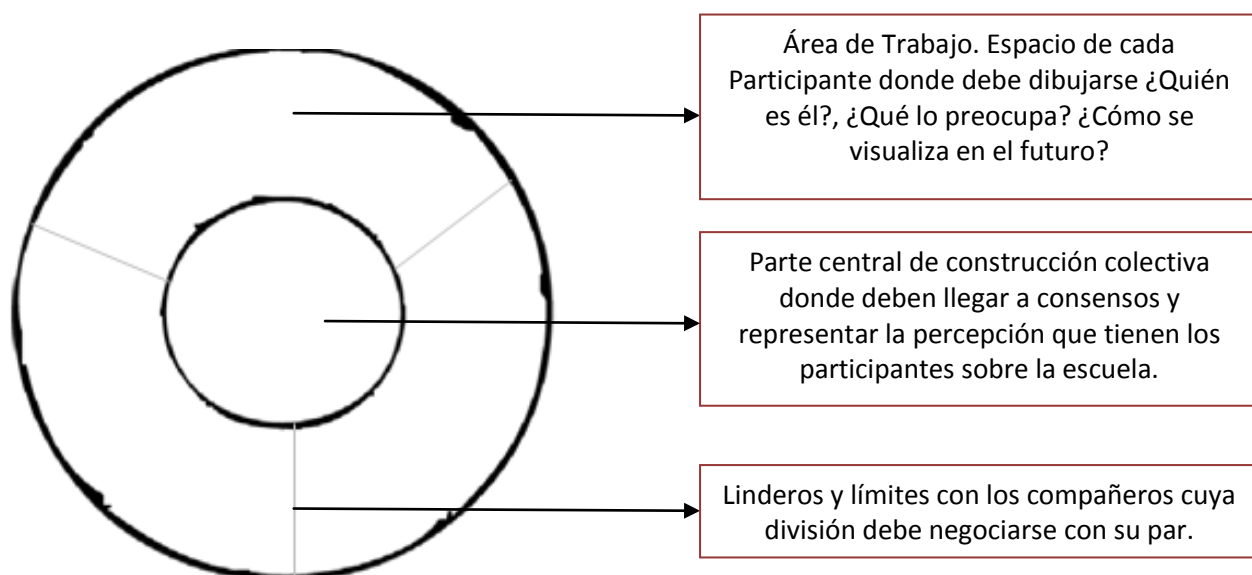 Área de Trabajo. Espacio de cada
Participante donde debe dibujarse ¿Quién
es él?, ¿Qué lo preocupa? ¿Cómo se
visualiza en el futuro?
Parte central de construcción colectiva
donde deben llegar a consensos y
representar la percepción que tienen los
participantes sobre la escuela.
Linderos y límites con los compañeros cuya
división debe negociarse con su par.